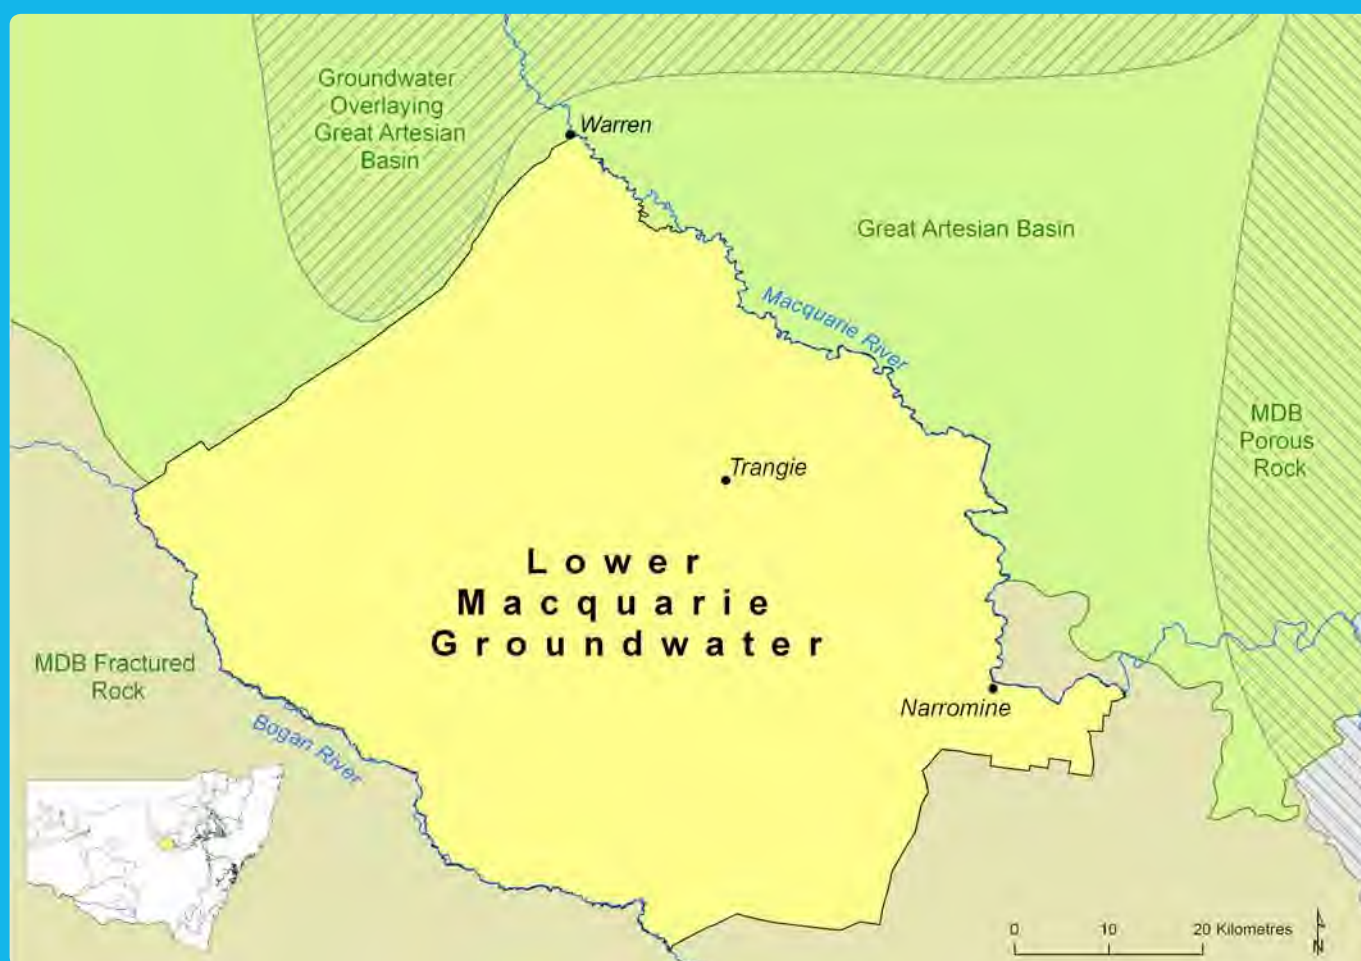 Groundwater
Overlaying
Great Artesian
Basin
Warren
Great Artesian Basin
Macquarie River
MDB
Porous
Rock
Trangie
Lower
Macquarie
Groundwater
MDB Fractured
Rock
Narromine
Bogan River
0 10 20 Kilometres
N